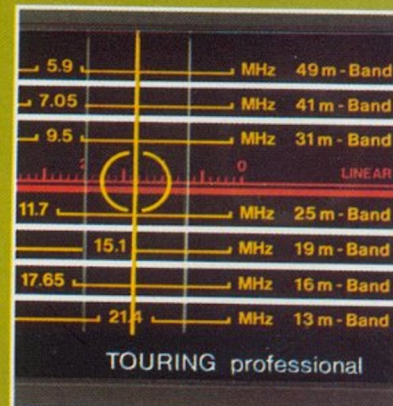 5.9 MHz 49 m - Band
7.05 MHz 41 m - Band
9.5 MHz 31 m - Band
2 0 LINEAR
11.7 MHz 25 m - Band
15.1 MHz 19 m - Band
17.65 MHz 16 m - Band
21.4 MHz 13 m - Band
TOURING professional